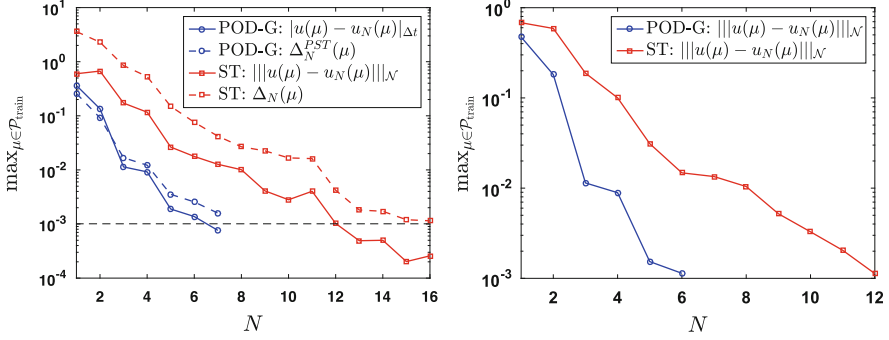 POD-G: |u(μ) − u_N(μ)|_Δt
POD-G: Δ_N^PST(μ)
ST: |||u(μ) − u_N(μ)|||_𝒩
ST: Δ_N(μ)
max_{μ∈𝒫_train}
10^1
10^0
10^-1
10^-2
10^-3
10^-4
2 4 6 8 10 12 14 16
N
POD-G: |||u(μ) − u_N(μ)|||_𝒩
ST: |||u(μ) − u_N(μ)|||_𝒩
max_{μ∈𝒫_train}
10^0
10^-1
10^-2
10^-3
2 4 6 8 10 12
N